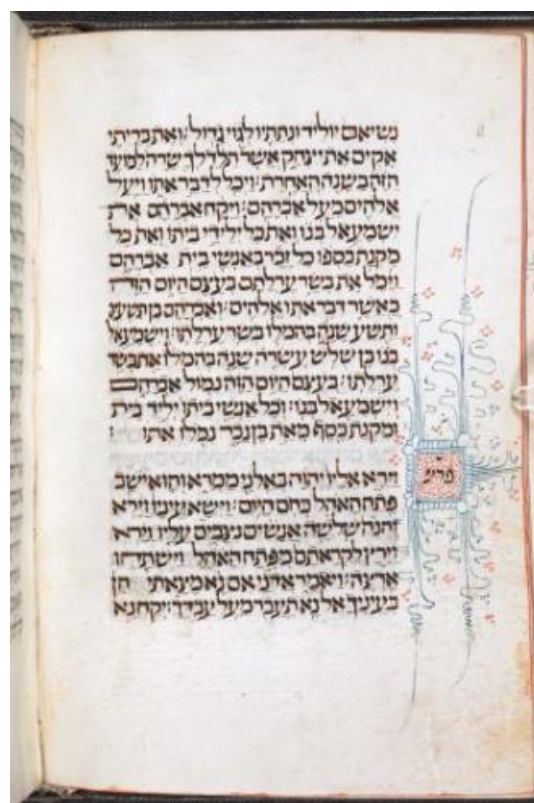 נשיאם יוליד ונתתיו לגוי גדול׃ ואת בריתי
אקים את יצחק אשר תלד לך שרה למועד
הזה בשנה האחרת׃ ויכל לדבר אתו ויעל
אלהים מעל אברהם׃ ויקח אברהם את
ישמעאל בנו ואת כל ילידי ביתו ואת כל
מקנת כספו כל זכר באנשי בית אברהם
וימל את בשר ערלתם בעצם היום הזה
כאשר דבר אתו אלהים׃ ואברהם בן תשעים
ותשע שנה בהמלו בשר ערלתו׃ וישמעאל
בנו בן שלש עשרה שנה בהמלו את בשר
ערלתו׃ בעצם היום הזה נמול אברהם
וישמעאל בנו׃ וכל אנשי ביתו יליד בית
ומקנת כסף מאת בן נכר נמלו אתו׃
וירא אליו יהוה באלני ממרא והוא ישב
פתח האהל כחם היום׃ וישא עיניו וירא
והנה שלשה אנשים נצבים עליו וירא
וירץ לקראתם מפתח האהל וישתחו
ארצה׃ ויאמר אדני אם נא מצאתי חן
בעיניך אל נא תעבר מעל עבדך׃ יקח נא
פרש